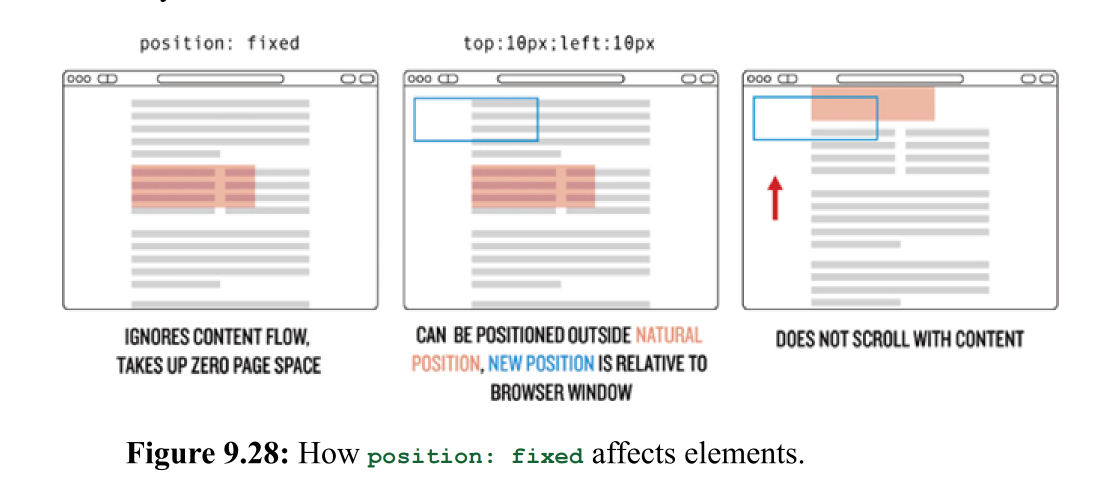 position: fixed
top:10px;left:10px
IGNORES CONTENT FLOW,
TAKES UP ZERO PAGE SPACE
CAN BE POSITIONED OUTSIDE NATURAL
POSITION, NEW POSITION IS RELATIVE TO
BROWSER WINDOW
DOES NOT SCROLL WITH CONTENT
Figure 9.28: How position: fixed affects elements.